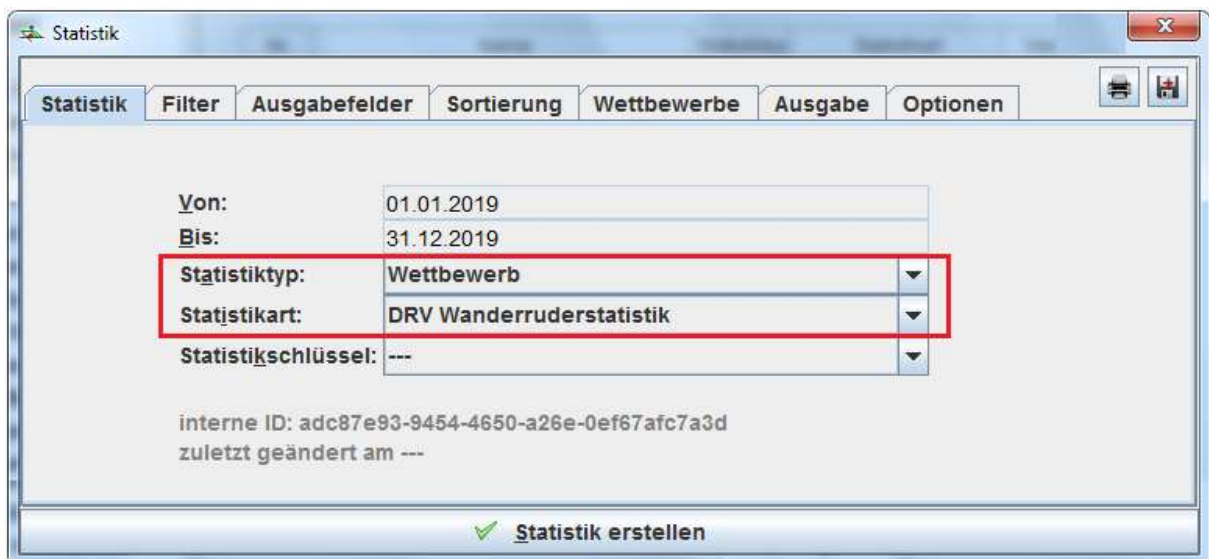 Statistik
Statistik Filter Ausgabefelder Sortierung Wettbewerbe Ausgabe Optionen
Von: 01.01.2019
Bis: 31.12.2019
Statistiktyp: Wettbewerb
Statistikart: DRV Wanderruderstatistik
Statistikschlüssel: ---
interne ID: adc87e93-9454-4650-a26e-0ef67afc7a3d
zuletzt geändert am ---
Statistik erstellen